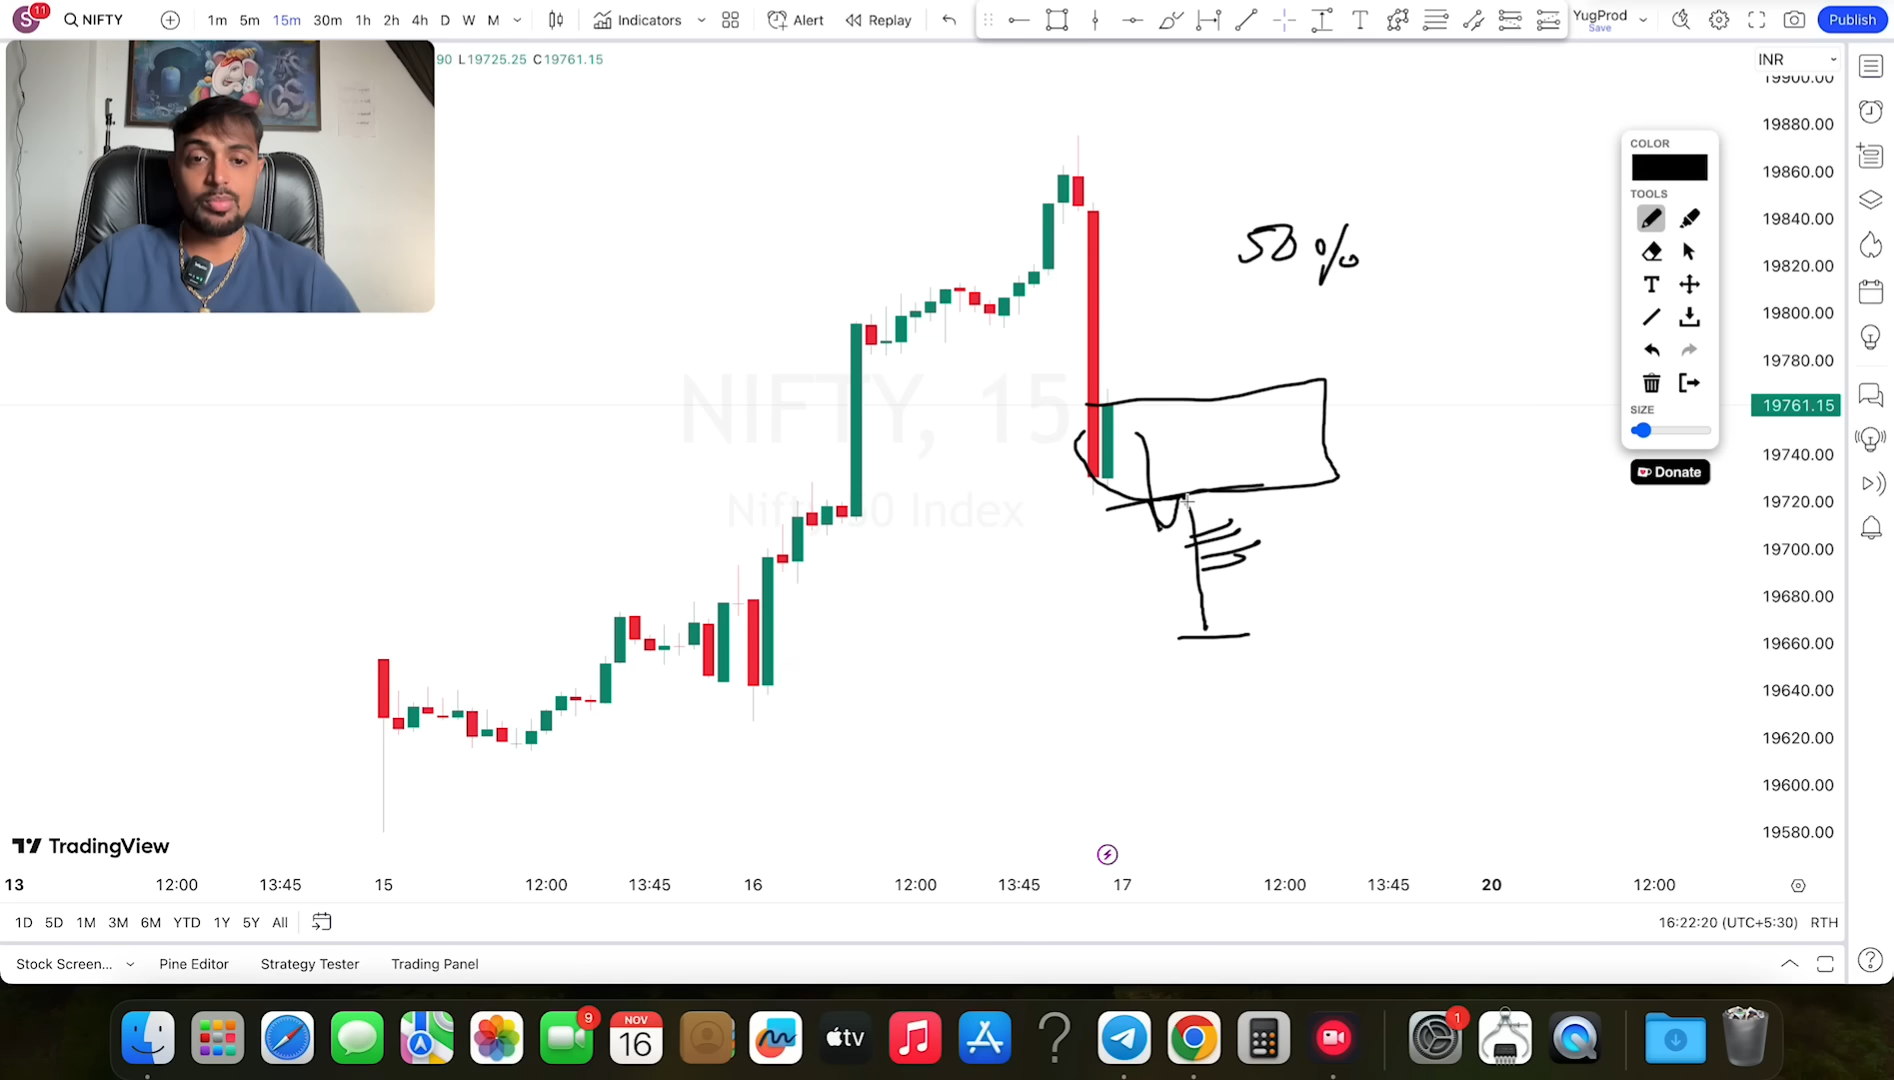 S 11 NIFTY 1m 5m 15m 30m 1h 2h 4h D W M Indicators Alert Replay T YugProd Save Publish
90 L19725.25 C19761.15 INR
19900.00
19880.00
19860.00
19840.00
19820.00
19800.00
19780.00
19761.15
19740.00
19720.00
19700.00
19680.00
19660.00
19640.00
19620.00
19600.00
19580.00
COLOR
TOOLS
T
SIZE
Donate
50 %
NIFTY, 15
Nifty 50 Index
TradingView
13 12:00 13:45 15 12:00 13:45 16 12:00 13:45 17 12:00 13:45 20 12:00
1D 5D 1M 3M 6M YTD 1Y 5Y All 16:22:20 (UTC+5:30) RTH
Stock Screen... Pine Editor Strategy Tester Trading Panel
9 NOV 16 tv 1